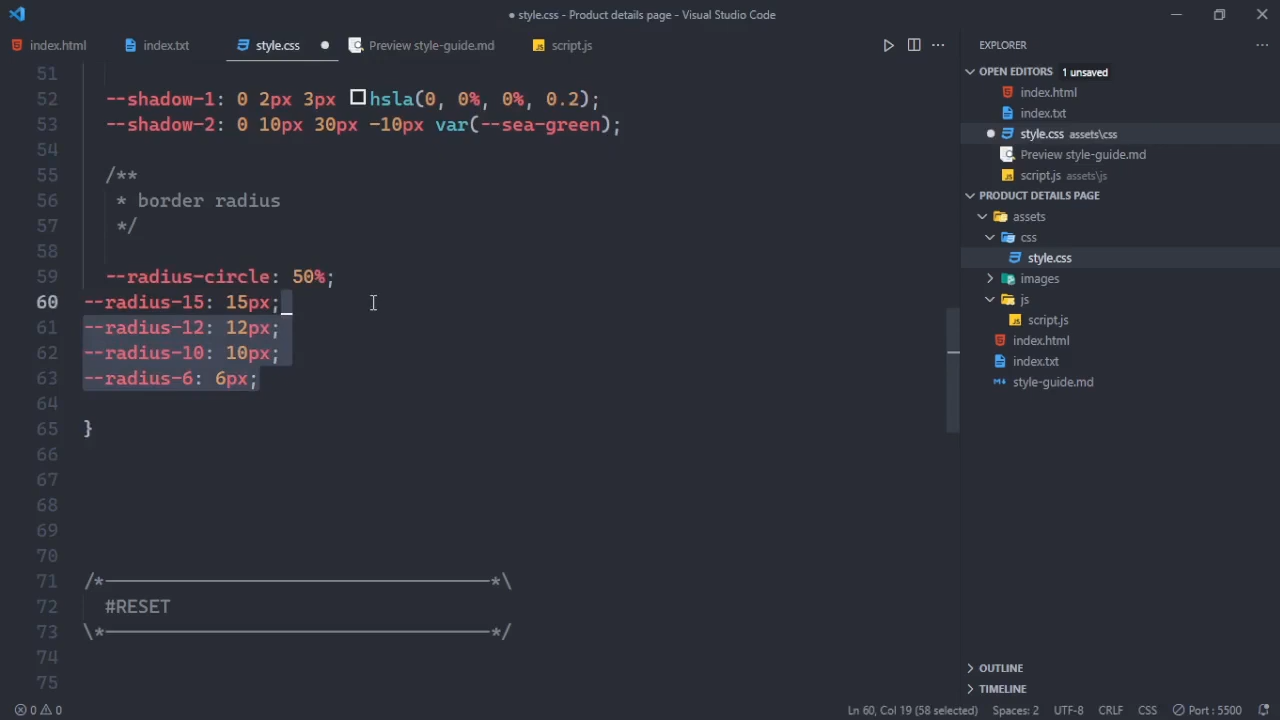 style.css - Product details page - Visual Studio Code
index.html
index.txt
style.css
Preview style-guide.md
script.js
51
52 --shadow-1: 0 2px 3px hsla(0, 0%, 0%, 0.2);
53 --shadow-2: 0 10px 30px -10px var(--sea-green);
54
55 /**
56 * border radius
57 */
58
59 --radius-circle: 50%;
60 --radius-15: 15px;
61 --radius-12: 12px;
62 --radius-10: 10px;
63 --radius-6: 6px;
64
65 }
66
67
68
69
70
71 /*———————————————————————————————————*\
72 #RESET
73 \*———————————————————————————————————*/
74
75
EXPLORER
OPEN EDITORS 1 unsaved
index.html
index.txt
style.css assets\css
Preview style-guide.md
script.js assets\js
PRODUCT DETAILS PAGE
assets
css
style.css
images
js
script.js
index.html
index.txt
style-guide.md
OUTLINE
TIMELINE
0 0
Ln 60, Col 19 (58 selected) Spaces: 2 UTF-8 CRLF CSS Port : 5500